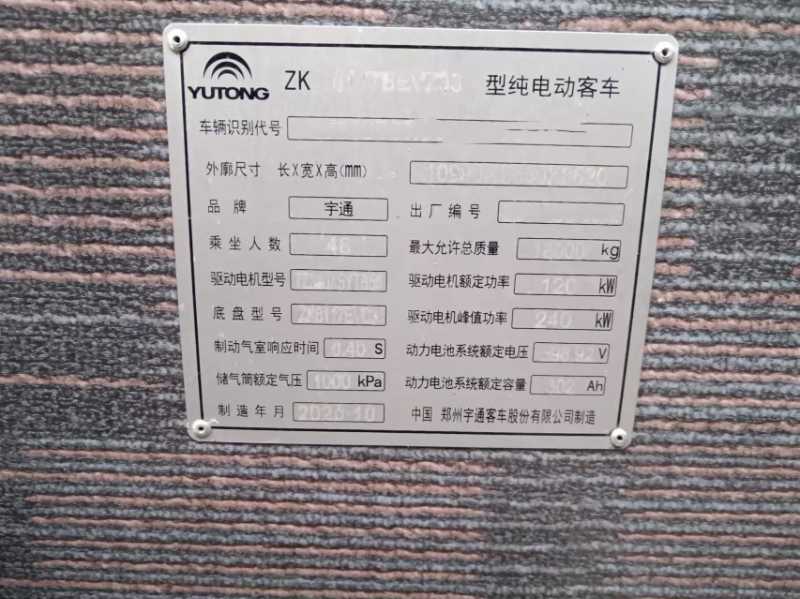 YUTONG ZK 型纯电动客车
车辆识别代号
外廓尺寸 长X宽X高(mm)
品牌 宇通 出厂编号
乘坐人数 46 最大允许总质量 kg
驱动电机型号 驱动电机额定功率 120 kW
底盘型号 驱动电机峰值功率 240 kW
制动气室响应时间 0.40 S 动力电池系统额定电压 V
储气筒额定气压 1000 kPa 动力电池系统额定容量 302 Ah
制造年月 中国 郑州宇通客车股份有限公司制造